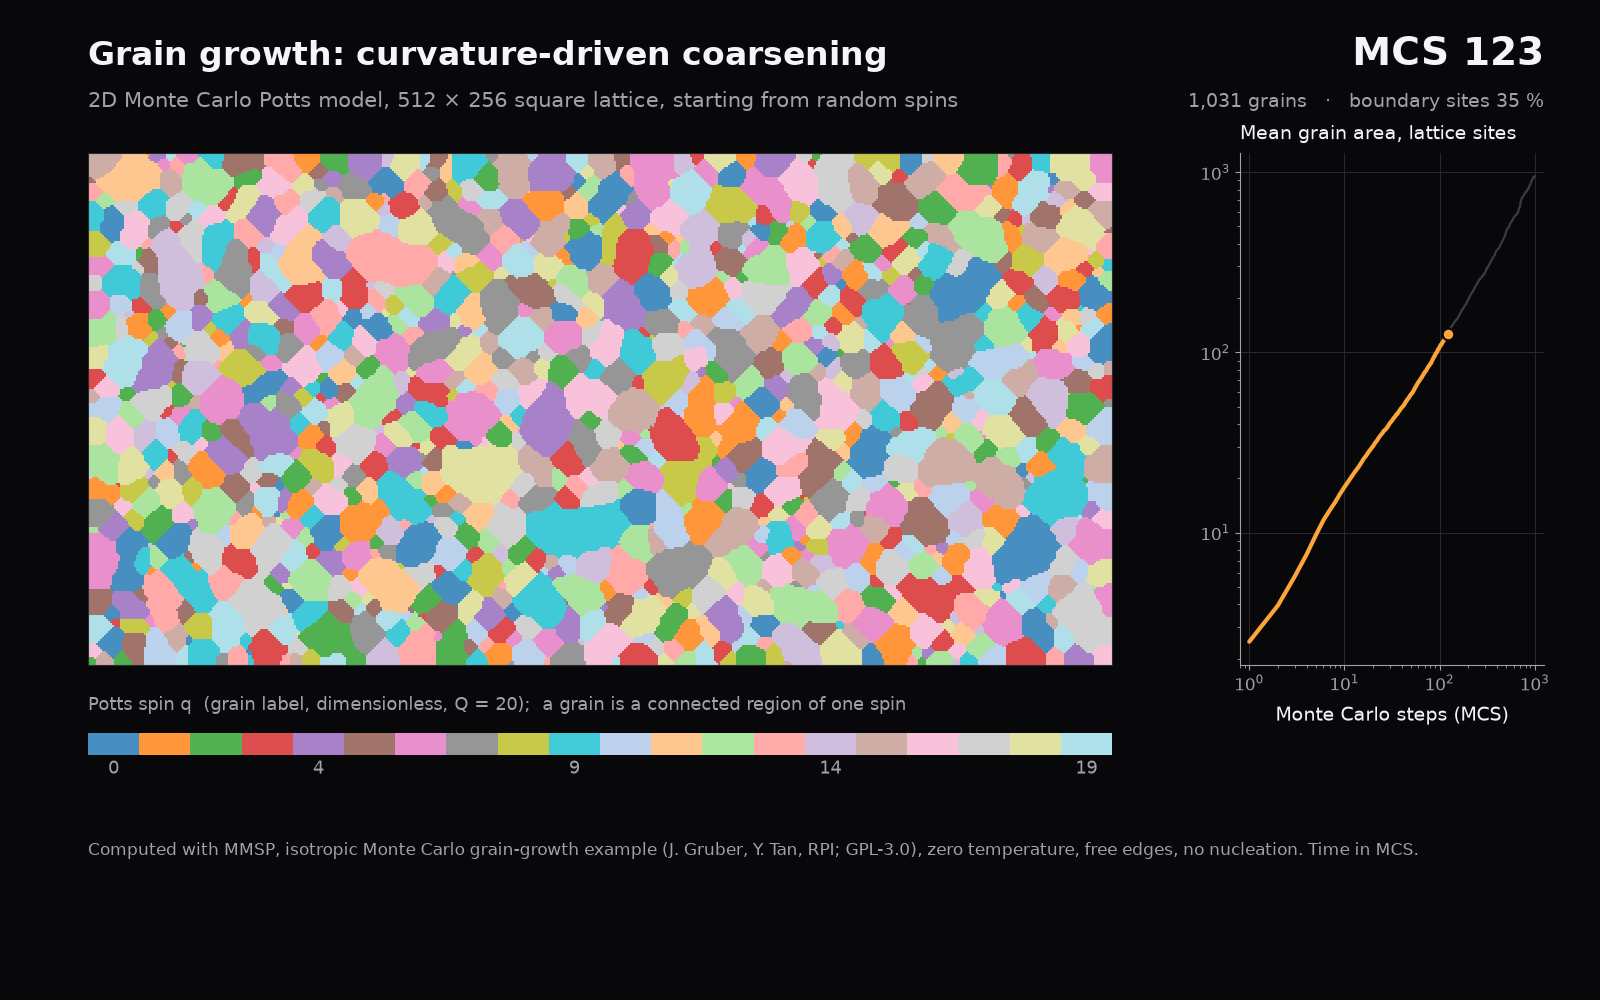 Grain growth: curvature-driven coarsening
MCS 123
2D Monte Carlo Potts model, 512 × 256 square lattice, starting from random spins
1,031 grains · boundary sites 35 %
Mean grain area, lattice sites
10³
10²
10¹
10⁰ 10¹ 10² 10³
Monte Carlo steps (MCS)
Potts spin q (grain label, dimensionless, Q = 20); a grain is a connected region of one spin
0 4 9 14 19
Computed with MMSP, isotropic Monte Carlo grain-growth example (J. Gruber, Y. Tan, RPI; GPL-3.0), zero temperature, free edges, no nucleation. Time in MCS.